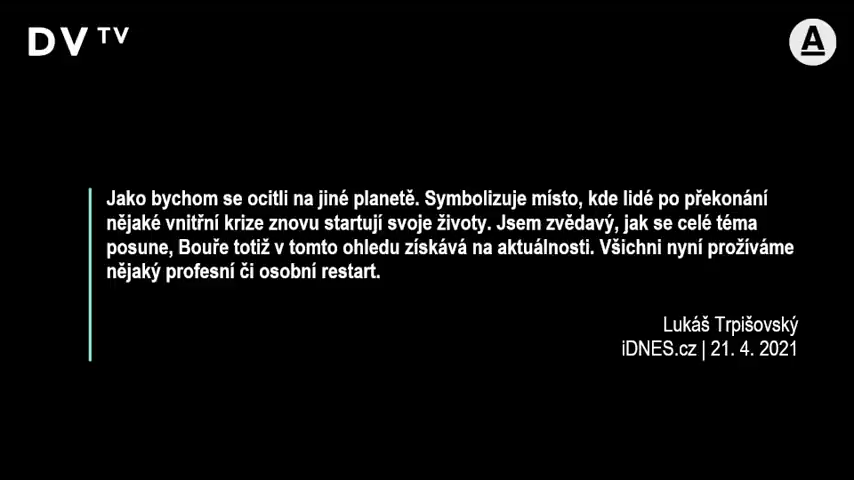 DVTV
A
Jako bychom se ocitli na jiné planetě. Symbolizuje místo, kde lidé po překonání
nějaké vnitřní krize znovu startují svoje životy. Jsem zvědavý, jak se celé téma
posune, Bouře totiž v tomto ohledu získává na aktuálnosti. Všichni nyní prožíváme
nějaký profesní či osobní restart.
Lukáš Trpišovský
iDNES.cz | 21. 4. 2021